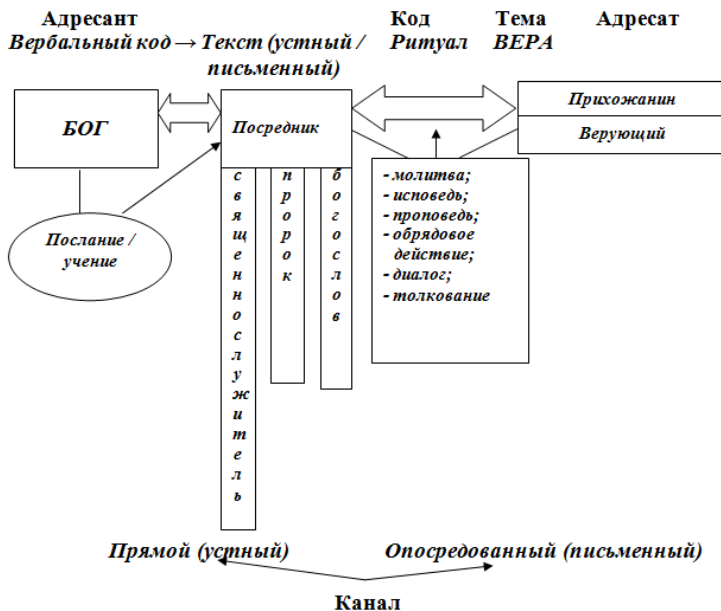 Адресант Код Тема Адресат
Вербальный код → Текст (устный / Ритуал ВЕРА
письменный)
БОГ
Посредник
Прихожанин
Верующий
священнослужитель
пророк
богослов
- молитва;
- исповедь;
- проповедь;
- обрядовое
действие;
- диалог;
- толкование
Послание /
учение
Прямой (устный) Опосредованный (письменный)
Канал